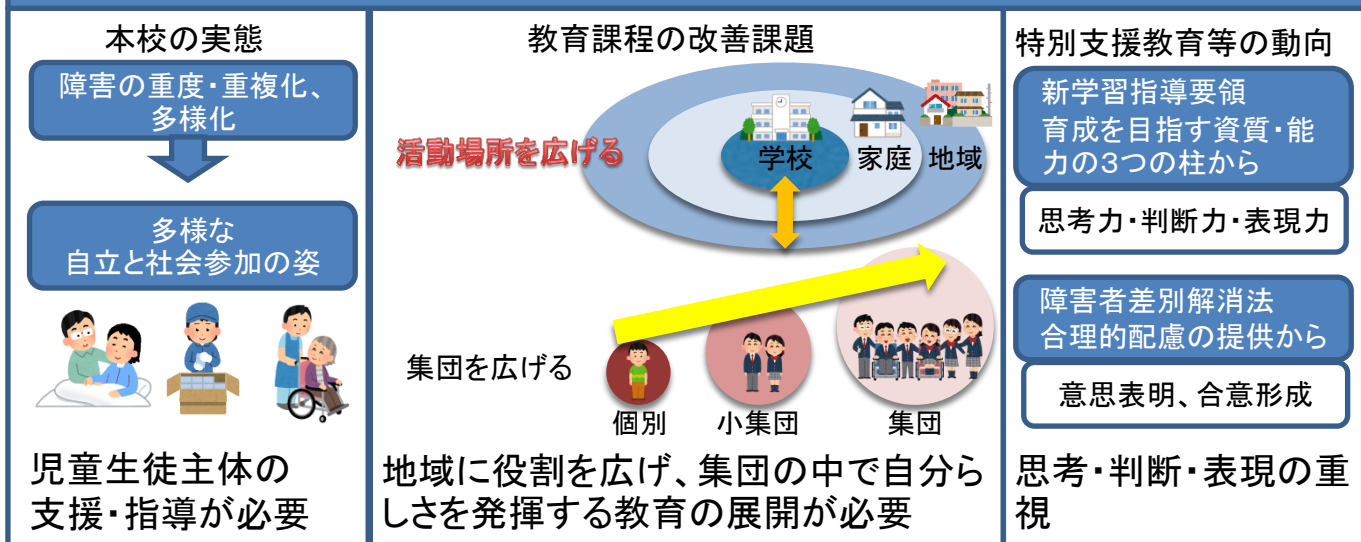 本校の実態
障害の重度・重複化、
多様化
多様な
自立と社会参加の姿
児童生徒主体の
支援・指導が必要
教育課程の改善課題
活動場所を広げる
学校
家庭
地域
集団を広げる
個別
小集団
集団
地域に役割を広げ、集団の中で自分ら
しさを発揮する教育の展開が必要
特別支援教育等の動向
新学習指導要領
育成を目指す資質・能
力の3つの柱から
思考力・判断力・表現力
障害者差別解消法
合理的配慮の提供から
意思表明、合意形成
思考・判断・表現の重
視